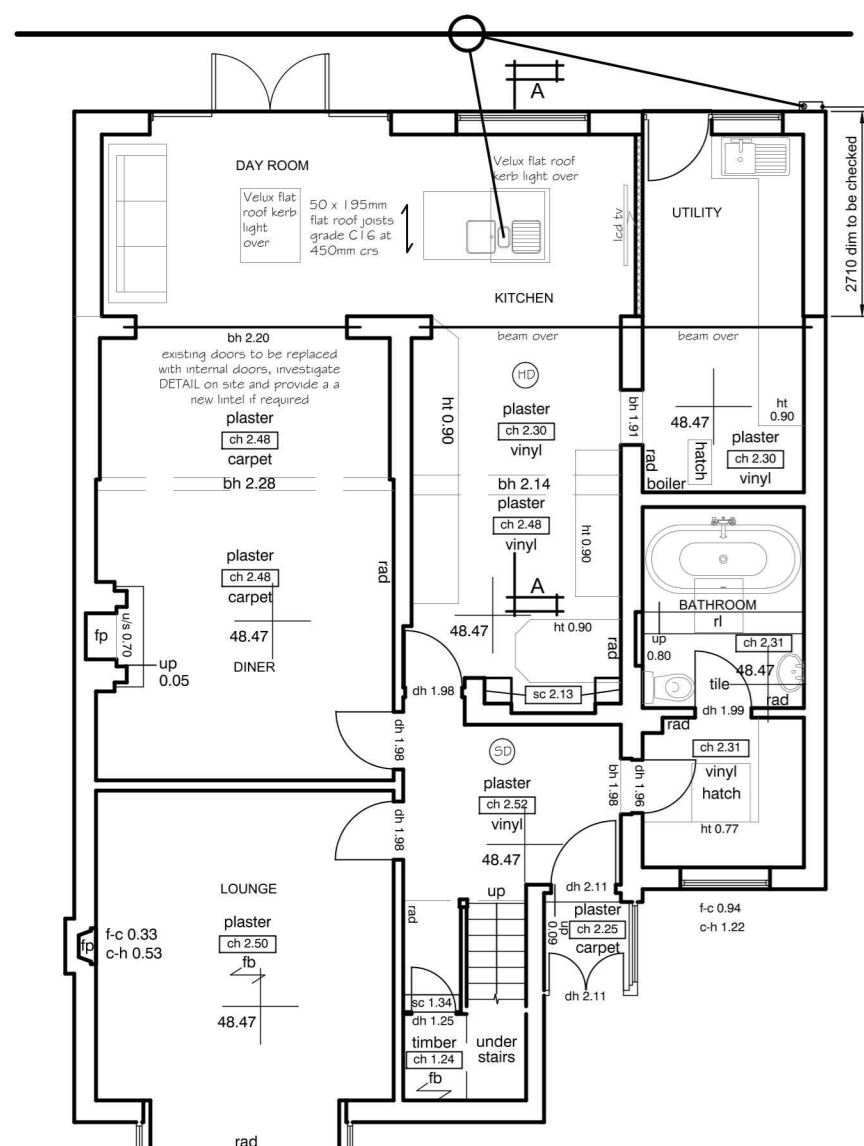 A
DAY ROOM
Velux flat roof
kerb light over
Velux flat
roof kerb
light
over
50 x 195mm
flat roof joists
grade C16 at
450mm crs
lcd tv
UTILITY
2710 dim to be checked
KITCHEN
bh 2.20
beam over
beam over
existing doors to be replaced
with internal doors, investigate
DETAIL on site and provide a a
new lintel if required
HD
plaster
ch 2.48
carpet
ht 0.90
plaster
ch 2.30
vinyl
bh 1.91
48.47
ht
0.90
hatch
plaster
ch 2.30
vinyl
rad
boiler
bh 2.28
bh 2.14
plaster
ch 2.48
vinyl
ht 0.90
plaster
ch 2.48
carpet
rad
A
48.47
fp
u/s 0.70
48.47
DINER
up
0.05
ht 0.90
rad
BATHROOM
rl
up
0.80
ch 2.31
48.47
tile
rad
dh 1.98
sc 2.13
dh 1.99
rad
dh 1.98
SD
plaster
ch 2.52
vinyl
48.47
bh 1.98
dh 1.96
ch 2.31
vinyl
hatch
ht 0.77
dh 1.98
LOUNGE
plaster
ch 2.50
fb
48.47
fp
f-c 0.33
c-h 0.53
rad
up
dh 2.11
plaster
ch 2.25
carpet
dn
0.09
dh 2.11
f-c 0.94
c-h 1.22
sc 1.34
dh 1.25
timber
ch 1.24
fb
under
stairs
rad